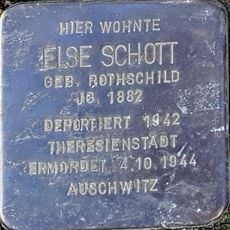 HIER WOHNTE
ELSE SCHOTT
GEB. ROTHSCHILD
JG. 1882
DEPORTIERT 1942
THERESIENSTADT
ERMORDET 4.10.1944
AUSCHWITZ